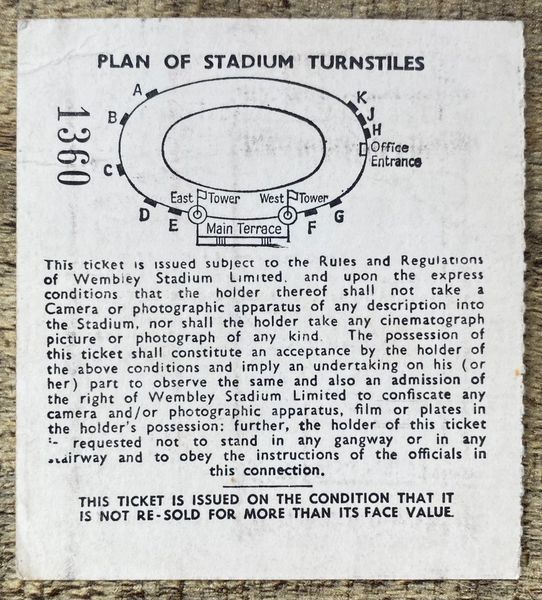 PLAN OF STADIUM TURNSTILES
A
B
C
D
E
K
J
H
Office
Entrance
East Tower
West Tower
F
G
Main Terrace
1360
This ticket is issued subject to the Rules and Regulations
of Wembley Stadium Limited, and upon the express
conditions that the holder thereof shall not take a
Camera or photographic apparatus of any description into
the Stadium, nor shall the holder take any cinematograph
picture or photograph of any kind. The possession of
this ticket shall constitute an acceptance by the holder of
the above conditions and imply an undertaking on his (or
her) part to observe the same and also an admission of
the right of Wembley Stadium Limited to confiscate any
camera and/or photographic apparatus, film or plates in
the holder's possession: further, the holder of this ticket
requested not to stand in any gangway or in any
stairway and to obey the instructions of the officials in
this connection.
THIS TICKET IS ISSUED ON THE CONDITION THAT IT
IS NOT RE-SOLD FOR MORE THAN ITS FACE VALUE.